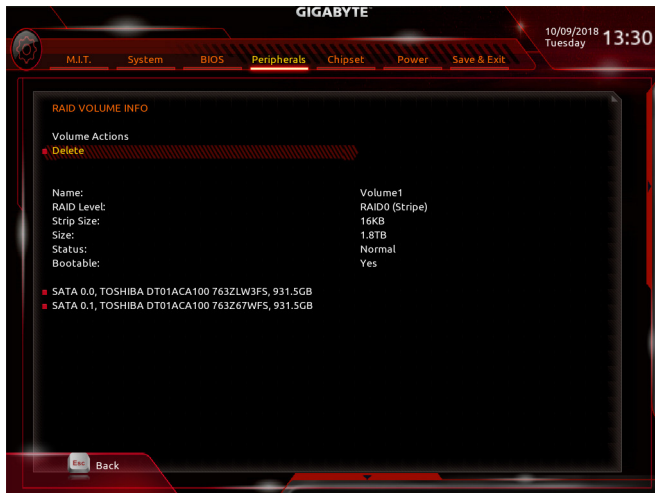 GIGABYTE
10/09/2018
Tuesday
13:30
M.I.T. System BIOS Peripherals Chipset Power Save & Exit
RAID VOLUME INFO
Volume Actions
Delete
Name: Volume1
RAID Level: RAID0 (Stripe)
Strip Size: 16KB
Size: 1.8TB
Status: Normal
Bootable: Yes
SATA 0.0, TOSHIBA DT01ACA100 763ZLW3FS, 931.5GB
SATA 0.1, TOSHIBA DT01ACA100 763Z67WFS, 931.5GB
Esc Back